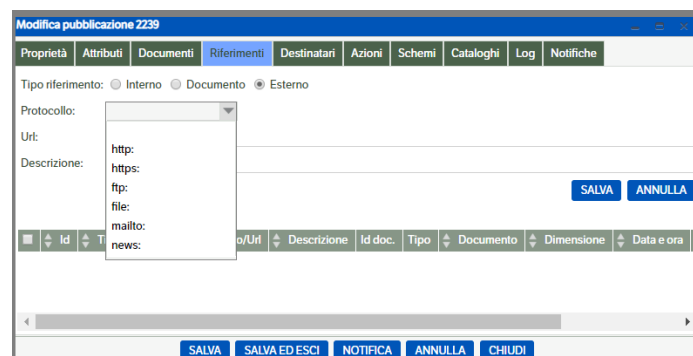 Modifica pubblicazione 2239
Proprietà Attributi Documenti Riferimenti Destinatari Azioni Schemi Cataloghi Log Notifiche
Tipo riferimento: Interno Documento Esterno
Protocollo:
Url:
http:
Descrizione:
https:
ftp:
file:
mailto:
news:
SALVA ANNULLA
Id o/Url Descrizione Id doc. Tipo Documento Dimensione Data e ora
SALVA SALVA ED ESCI NOTIFICA ANNULLA CHIUDI